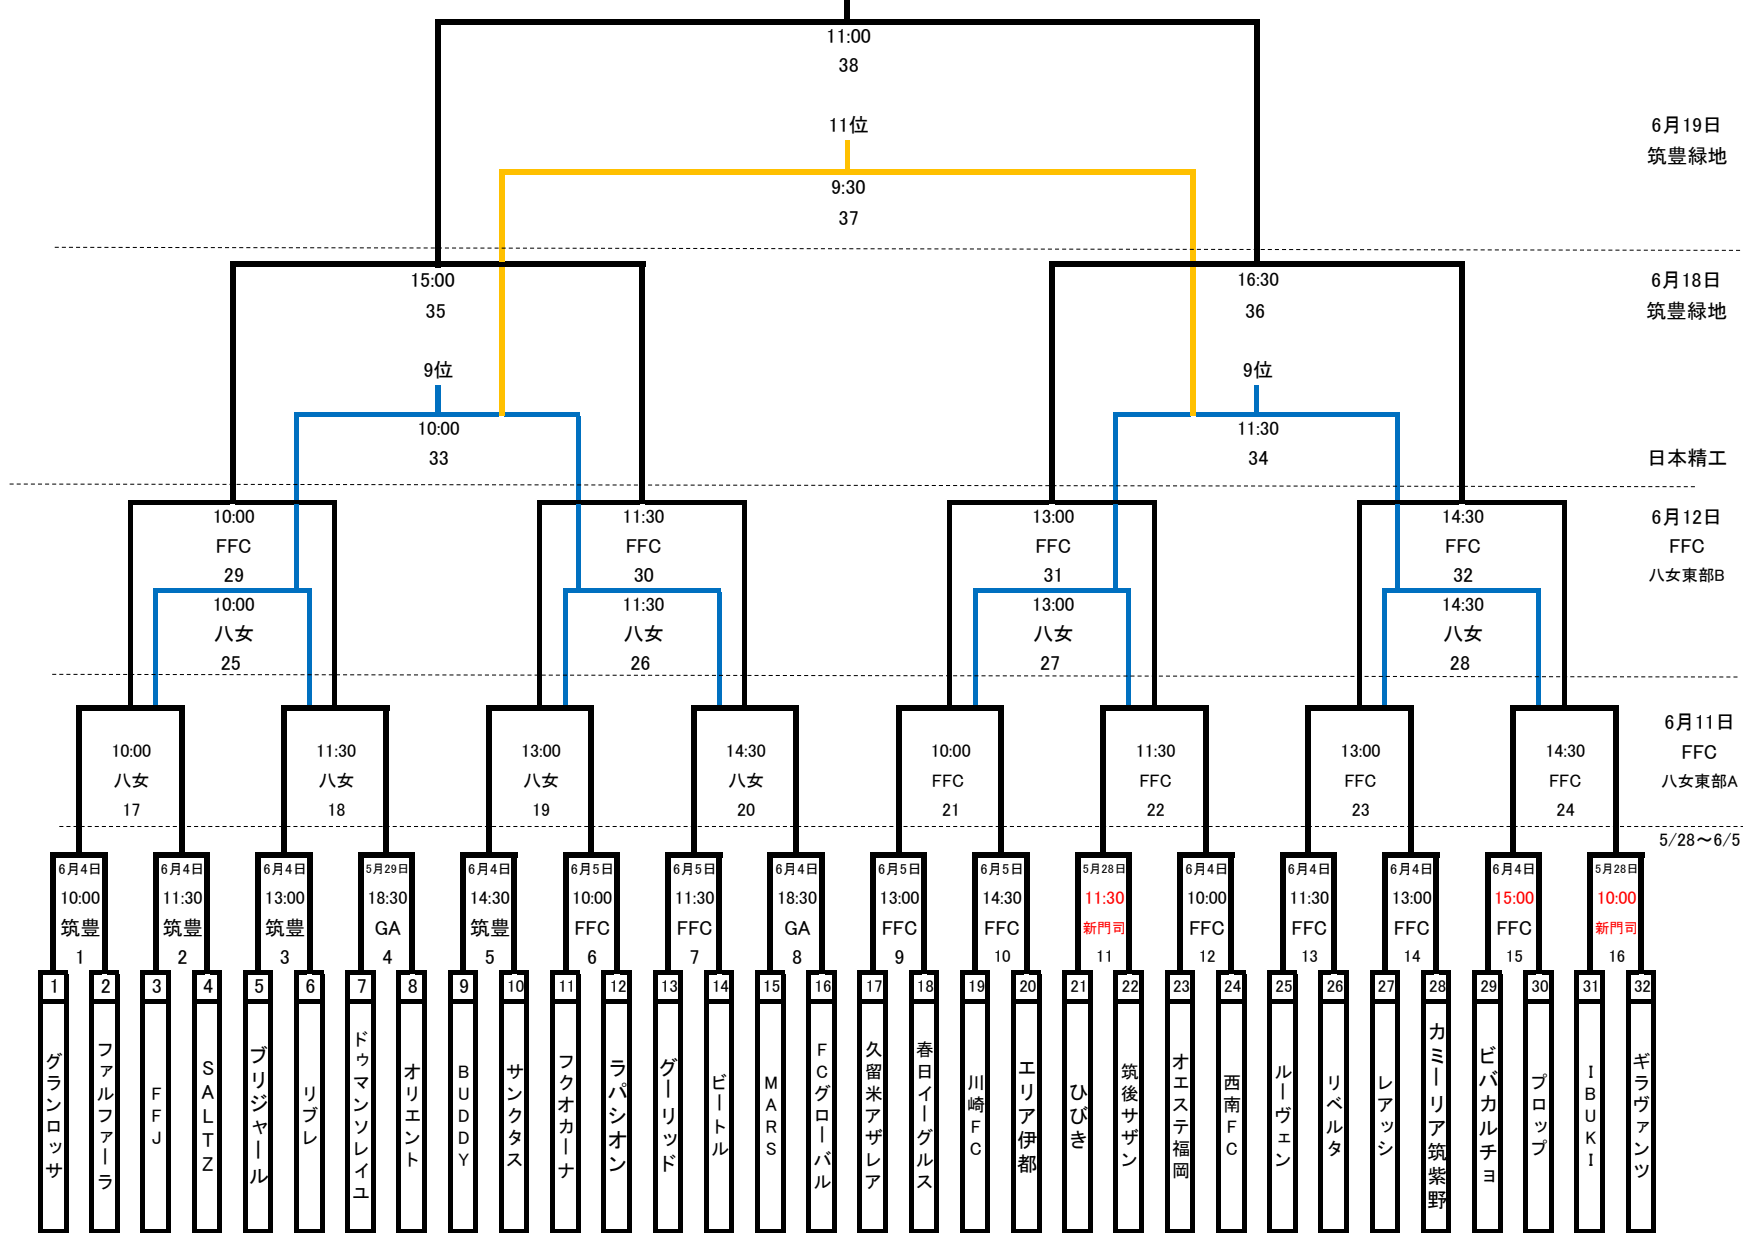 11:00
38
11位
6月19日
筑豊緑地
9:30
37
15:00
16:30
6月18日
35
36
筑豊緑地
9位
9位
10:00
11:30
33
34
日本精工
10:00
11:30
13:00
14:30
6月12日
FFC
FFC
FFC
FFC
FFC
29
30
31
32
八女東部B
10:00
11:30
13:00
14:30
八女
八女
八女
八女
25
26
27
28
6月11日
10:00
11:30
13:00
14:30
10:00
11:30
13:00
14:30
FFC
八女
八女
八女
八女
FFC
FFC
FFC
FFC
八女東部A
17
18
19
20
21
22
23
24
5/28～6/5
6月4日
6月4日
6月4日
5月29日
6月4日
6月5日
6月5日
6月4日
6月5日
6月5日
5月28日
6月4日
6月4日
6月4日
6月4日
5月28日
10:00
11:30
13:00
18:30
14:30
10:00
11:30
18:30
13:00
14:30
11:30
10:00
11:30
13:00
15:00
10:00
筑豊
筑豊
筑豊
GA
筑豊
FFC
FFC
GA
FFC
FFC
新門司
FFC
FFC
FFC
FFC
新門司
1
2
3
4
5
6
7
8
9
10
11
12
13
14
15
16
1
2
3
4
5
6
7
8
9
10
11
12
13
14
15
16
17
18
19
20
21
22
23
24
25
26
27
28
29
30
31
32
グランロッサ
ファルファーラ
FFJ
SALTZ
ブリジャール
リブレ
ドゥマンソレイユ
オリエント
BUDDY
サンクタス
フクオカーナ
ラパシオン
グーリッド
ビートル
MARS
FCグローバル
久留米アザレア
春日イーグルス
川崎FC
エリア伊都
ひびき
筑後サザン
オエステ福岡
西南FC
ルーヴェン
リベルタ
レアッシ
カミーリア筑紫野
ビバカルチョ
プロップ
IBUKI
ギラヴァンツ